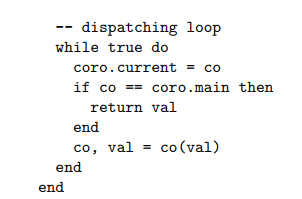 -- dispatching loop
while true do
coro.current = co
if co == coro.main then
return val
end
co, val = co(val)
end
end